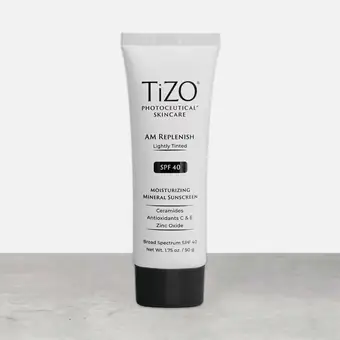 TiZO®
PHOTOCEUTICAL®
SKINCARE
AM REPLENISH
Lightly Tinted
SPF 40
MOISTURIZING
MINERAL SUNSCREEN
Ceramides
Antioxidants C & E
Zinc Oxide
Broad Spectrum SPF 40
Net Wt. 1.75 oz / 50 g